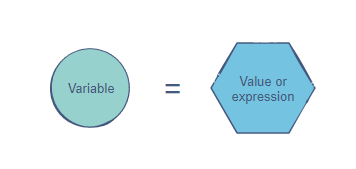 Variable
=
Value or
expression